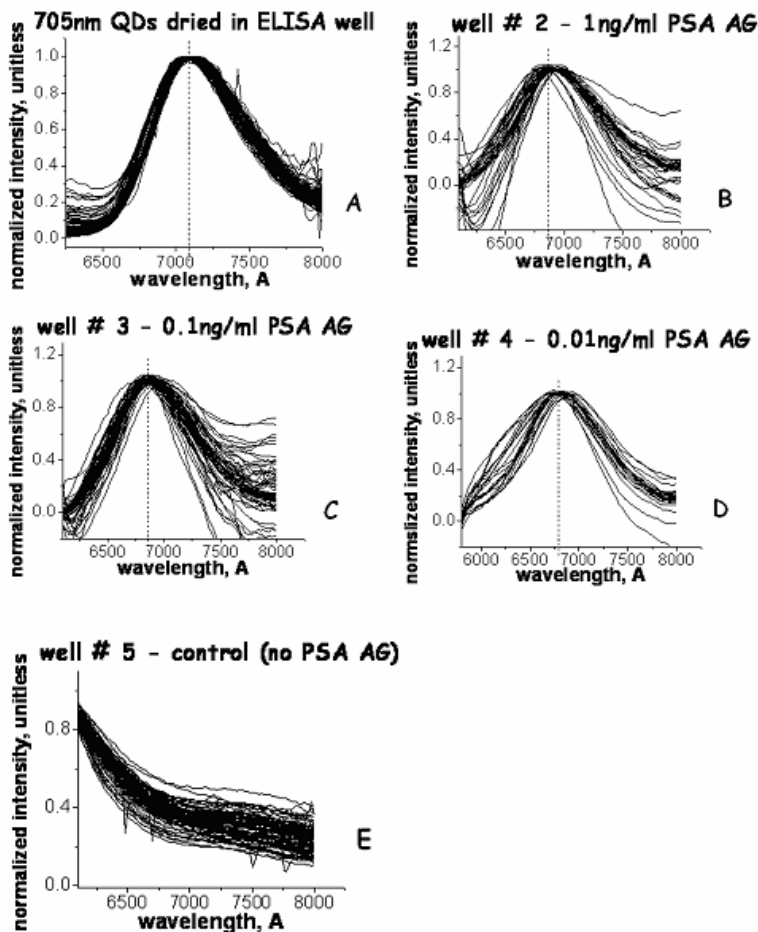 705nm QDs dried in ELISA well
normalized intensity, unitless
1.0
0.8
0.6
0.4
0.2
0.0
6500 7000 7500 8000
wavelength, A
A
well # 2 - 1ng/ml PSA AG
normalized intensity, unitless
1.2
0.8
0.4
0.0
6500 7000 7500 8000
wavelength, A
B
well # 3 - 0.1ng/ml PSA AG
normalized intensity, unitless
1.2
0.8
0.4
0.0
6500 7000 7500 8000
wavelength, A
C
well # 4 - 0.01ng/ml PSA AG
normslized intensity, unitless
1.2
0.8
0.4
0.0
6000 6500 7000 7500 8000
wavelength, A
D
well # 5 - control (no PSA AG)
normalized intensity, unitless
0.8
0.4
0.0
6500 7000 7500 8000
wavelength, A
E